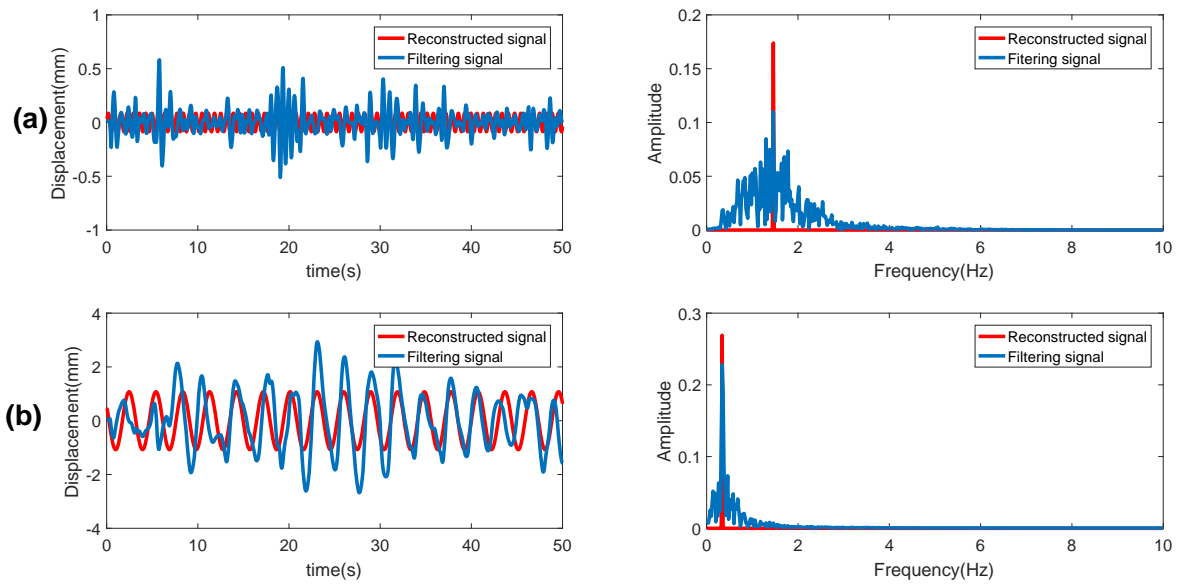 (a)
Displacement(mm)
1
0.5
0
-0.5
-1
Reconstructed signal
Filtering signal
0 10 20 30 40 50
time(s)
Amplitude
0.2
0.15
0.1
0.05
0
Reconstructed signal
Fitering signal
0 2 4 6 8 10
Frequency(Hz)
(b)
Displacement(mm)
4
2
0
-2
-4
Reconstructed signal
Filtering signal
0 10 20 30 40 50
time(s)
Amplitude
0.3
0.2
0.1
0
Reconstructed signal
Filtering signal
0 2 4 6 8 10
Frequency(Hz)